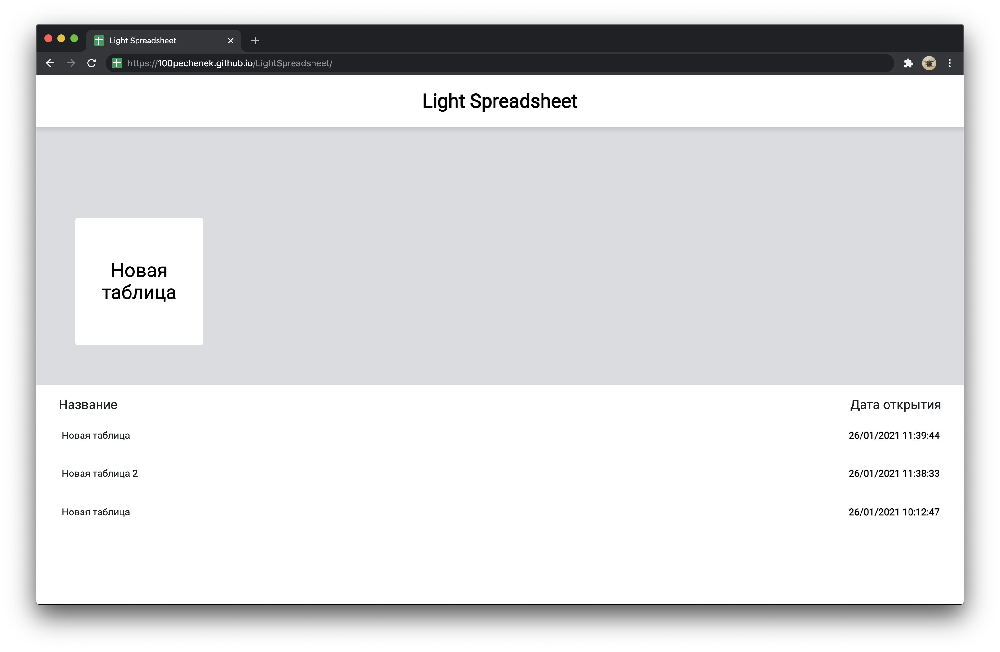 Light Spreadsheet
https://100pechenek.github.io/LightSpreadsheet/
Light Spreadsheet
Новая
таблица
Название Дата открытия
Новая таблица 26/01/2021 11:39:44
Новая таблица 2 26/01/2021 11:38:33
Новая таблица 26/01/2021 10:12:47